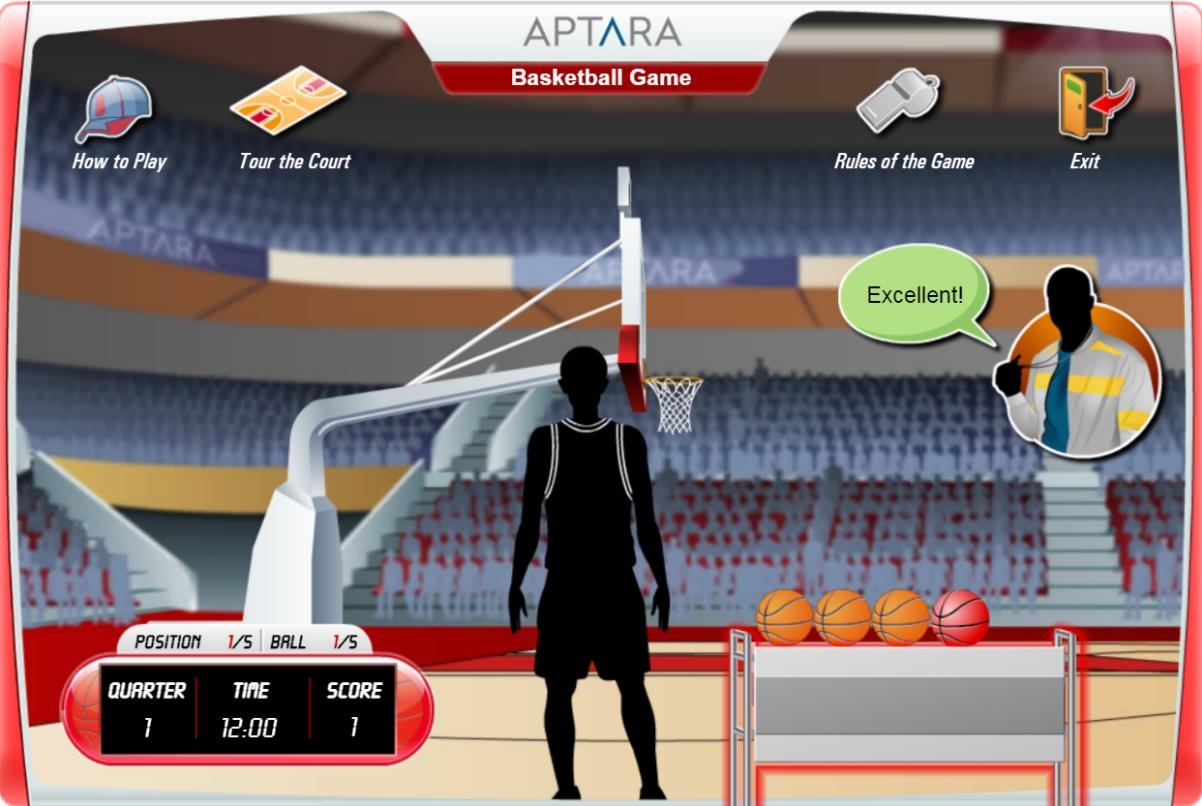 APTARA
Basketball Game
How to Play
Tour the Court
Rules of the Game
Exit
APTARA
APTARA
APTAR
Excellent!
POSITION 1/5 BALL 1/5
QUARTER TIME SCORE
1 12:00 1